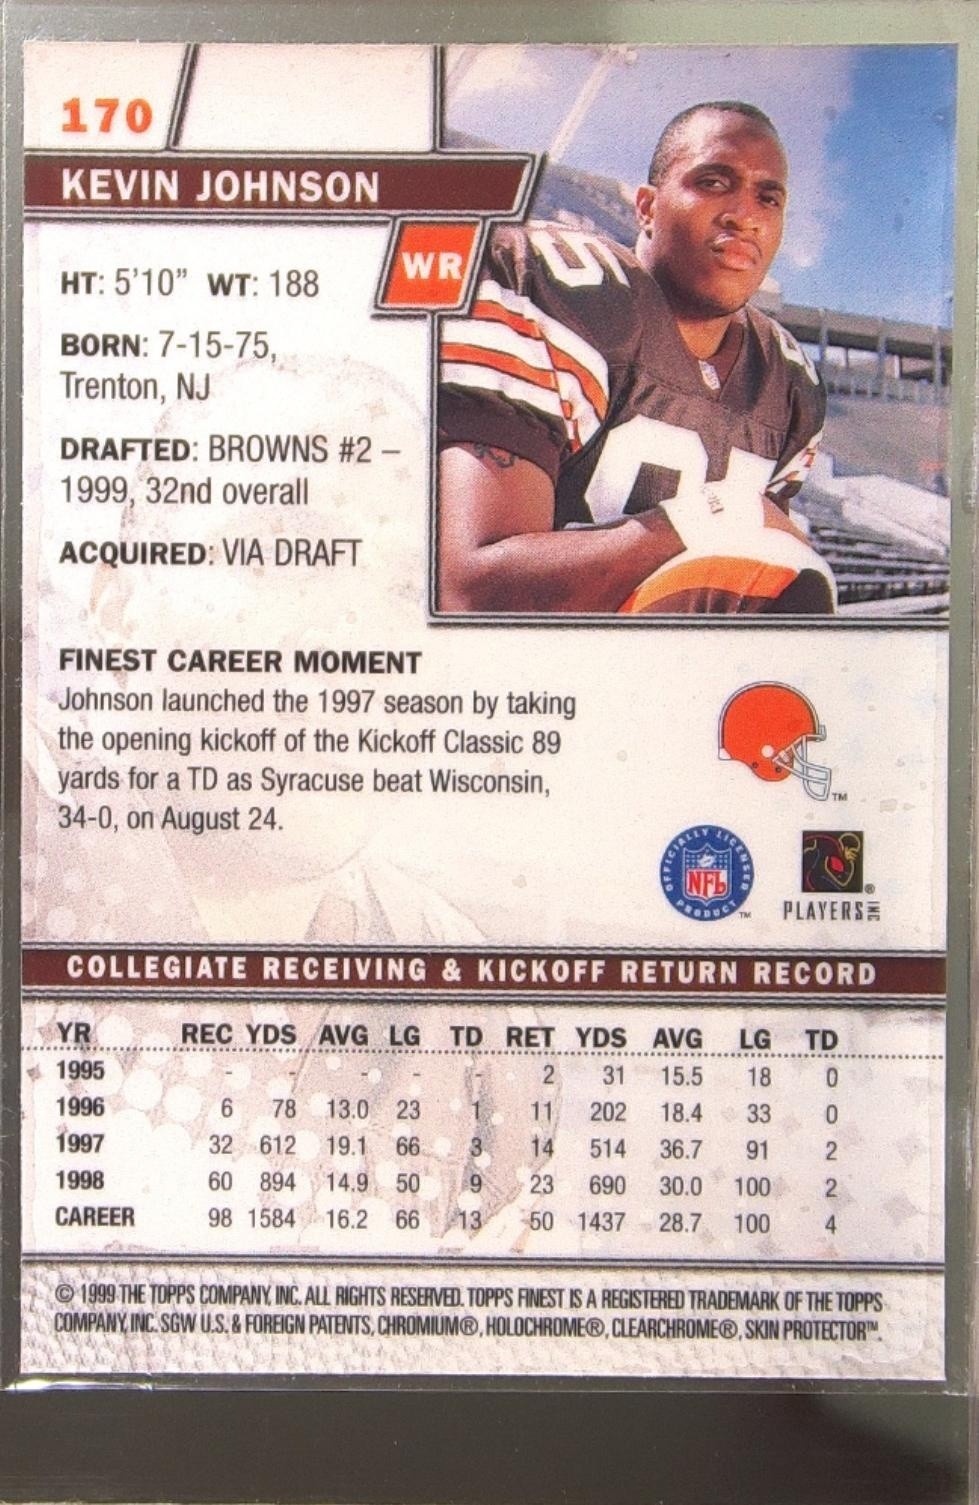 170
KEVIN JOHNSON
WR
HT: 5'10" WT: 188
BORN: 7-15-75,
Trenton, NJ
DRAFTED: BROWNS #2 –
1999, 32nd overall
ACQUIRED: VIA DRAFT
85
FINEST CAREER MOMENT
Johnson launched the 1997 season by taking
the opening kickoff of the Kickoff Classic 89
yards for a TD as Syracuse beat Wisconsin,
34-0, on August 24.
TM
OFFICIALLY LICENSED
NFL
PRODUCT
TM
PLAYERS INC ®
COLLEGIATE RECEIVING & KICKOFF RETURN RECORD
YR REC YDS AVG LG TD RET YDS AVG LG TD
1995 - - - - - 2 31 15.5 18 0
1996 6 78 13.0 23 1 11 202 18.4 33 0
1997 32 612 19.1 66 3 14 514 36.7 91 2
1998 60 894 14.9 50 9 23 690 30.0 100 2
CAREER 98 1584 16.2 66 13 50 1437 28.7 100 4
© 1999 THE TOPPS COMPANY, INC. ALL RIGHTS RESERVED. TOPPS FINEST IS A REGISTERED TRADEMARK OF THE TOPPS
COMPANY, INC. SGW U.S. & FOREIGN PATENTS, CHROMIUM®, HOLOCHROME®, CLEARCHROME®, SKIN PROTECTOR™.